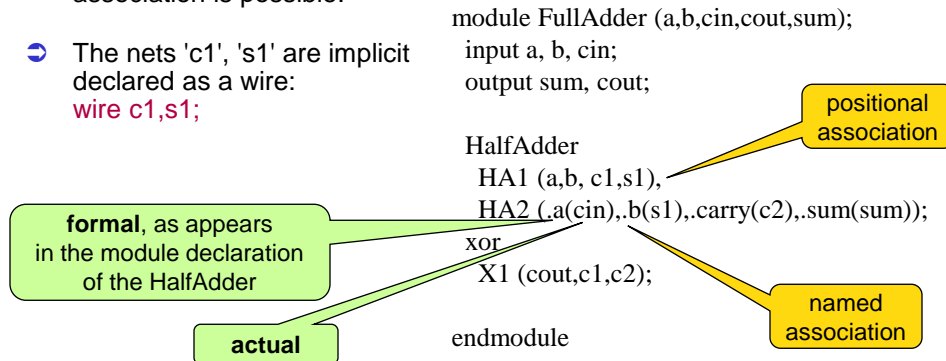 association is possible.
The nets 'c1', 's1' are implicit
declared as a wire:
wire c1,s1;
module FullAdder (a,b,cin,cout,sum);
input a, b, cin;
output sum, cout;
HalfAdder
HA1 (a,b, c1,s1),
HA2 (.a(cin),.b(s1),.carry(c2),.sum(sum));
xor
X1 (cout,c1,c2);
endmodule
positional
association
formal, as appears
in the module declaration
of the HalfAdder
actual
named
association